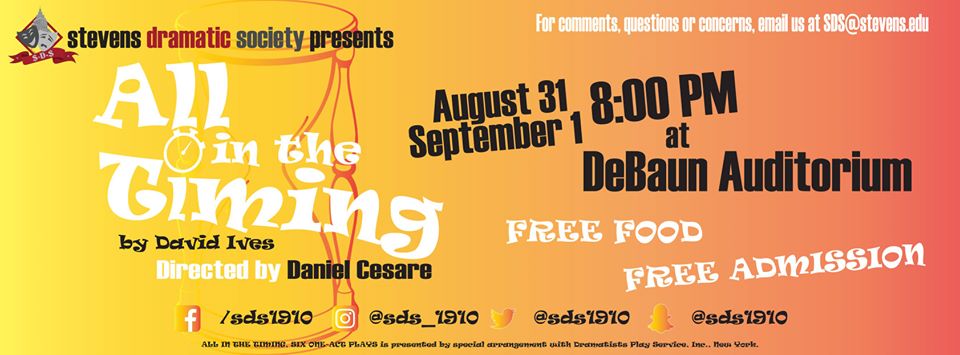 S·D·S
stevens dramatic society presents
For comments, questions or concerns, email us at SDS@stevens.edu
All
in the
Timing
by David Ives
Directed by Daniel Cesare
August 31,
September 1
8:00 PM
at
DeBaun Auditorium
FREE FOOD
FREE ADMISSION
/sds1910
@sds_1910
@sds1910
@sds1910
ALL IN THE TIMING, SIX ONE-ACT PLAYS is presented by special arrangement with Dramatists Play Service, Inc., New York.